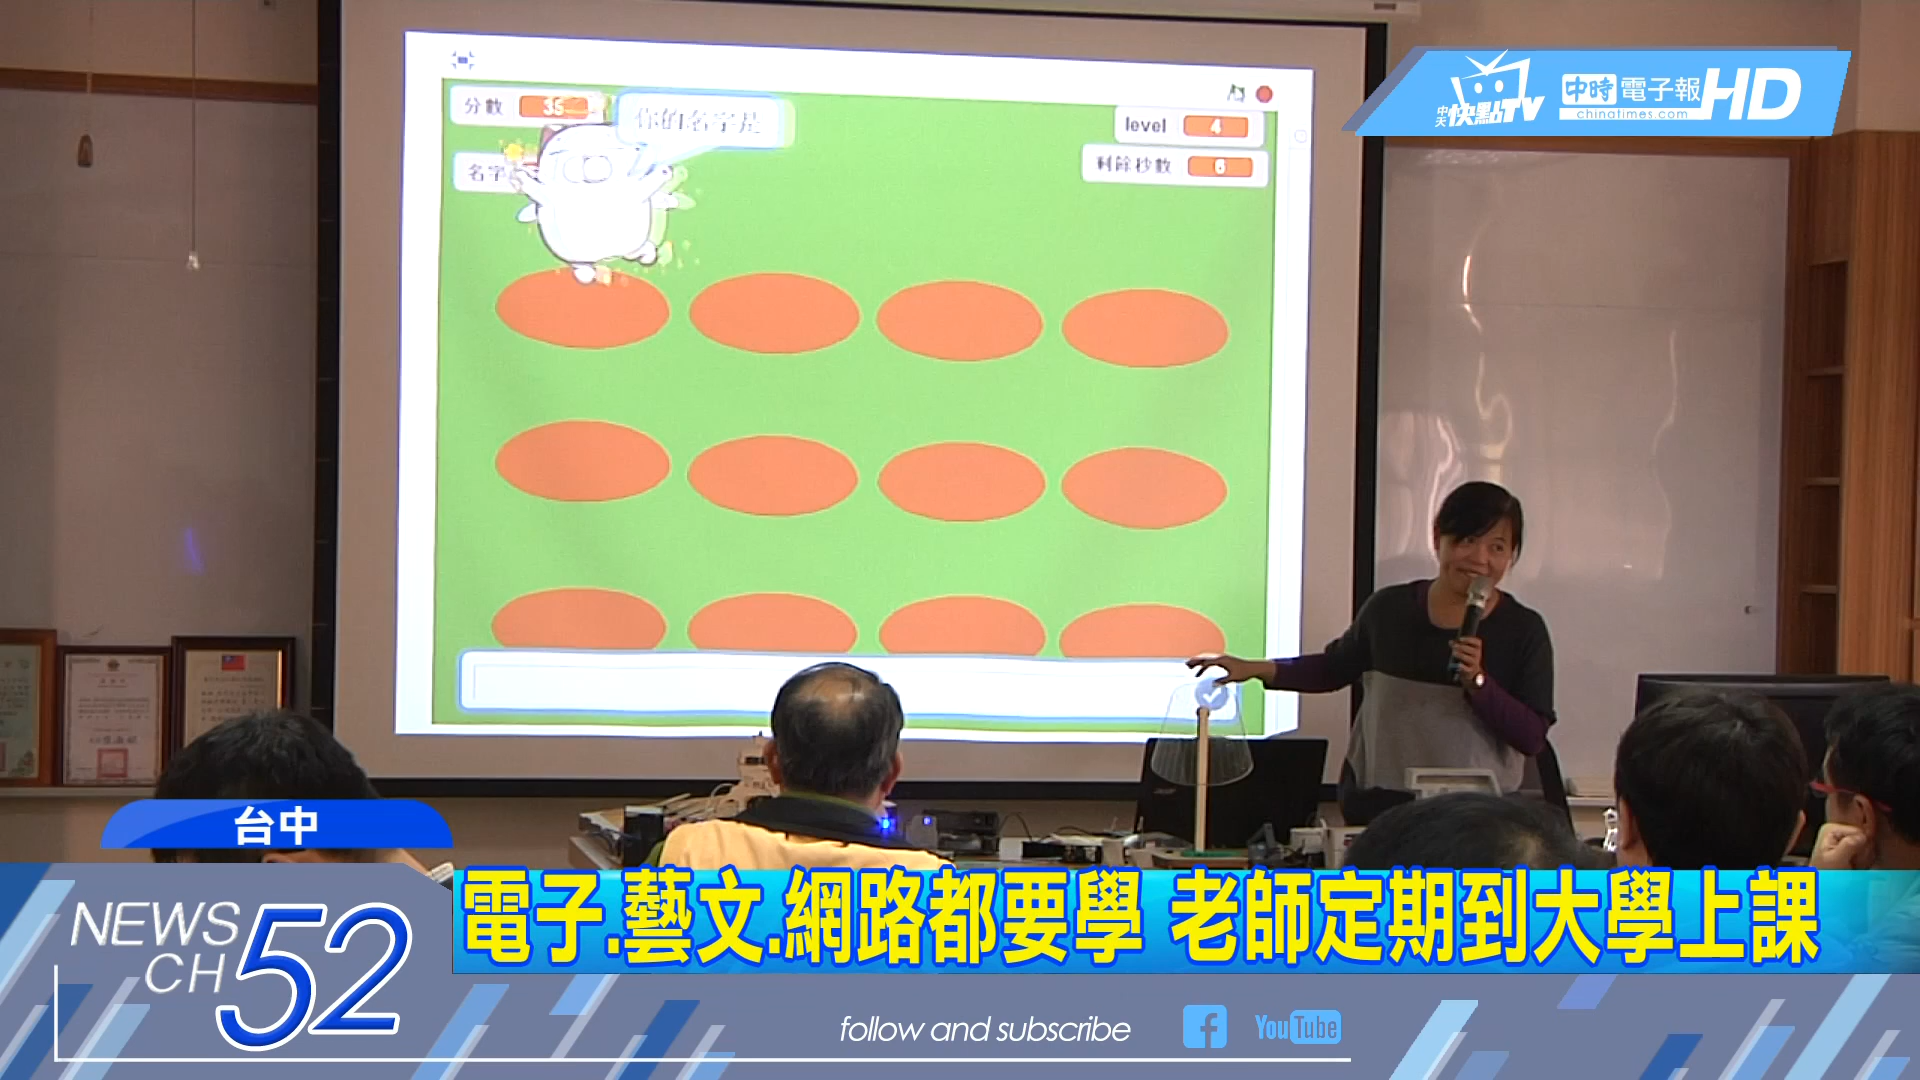 分數 35
你的名字是
level 4
名字
剩餘秒數 6
中天快點TV 中時電子報 HD
chinatimes.com
台中
電子.藝文.網路都要學 老師定期到大學上課
NEWS
CH 52
follow and subscribe
YouTube